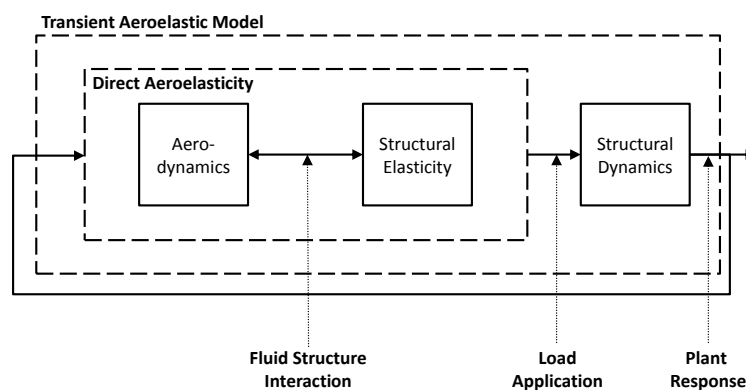 Transient Aeroelastic Model
Direct Aeroelasticity
Aero-
dynamics
Structural
Elasticity
Structural
Dynamics
Fluid Structure
Interaction
Load
Application
Plant
Response